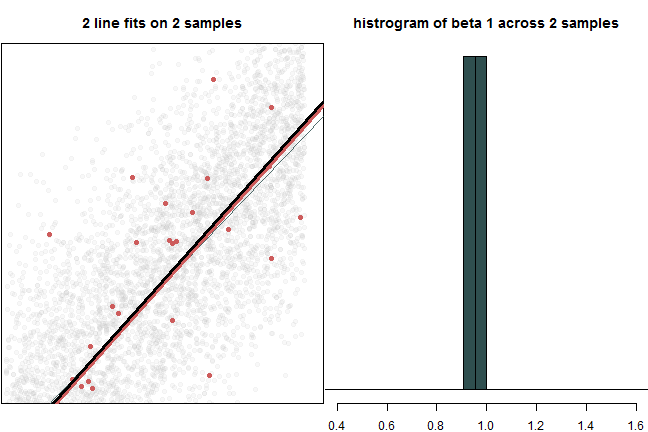 2 line fits on 2 samples
histrogram of beta 1 across 2 samples
0.4 0.6 0.8 1.0 1.2 1.4 1.6